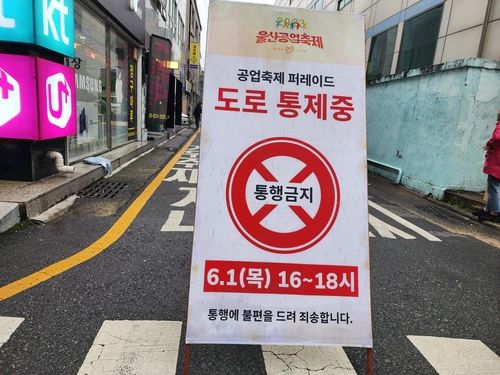 울산공업축제
공업축제 퍼레이드
도로 통제중
통행금지
6.1(목) 16~18시
통행에 불편을 드려 죄송합니다.
kt
U+
SAMSUNG